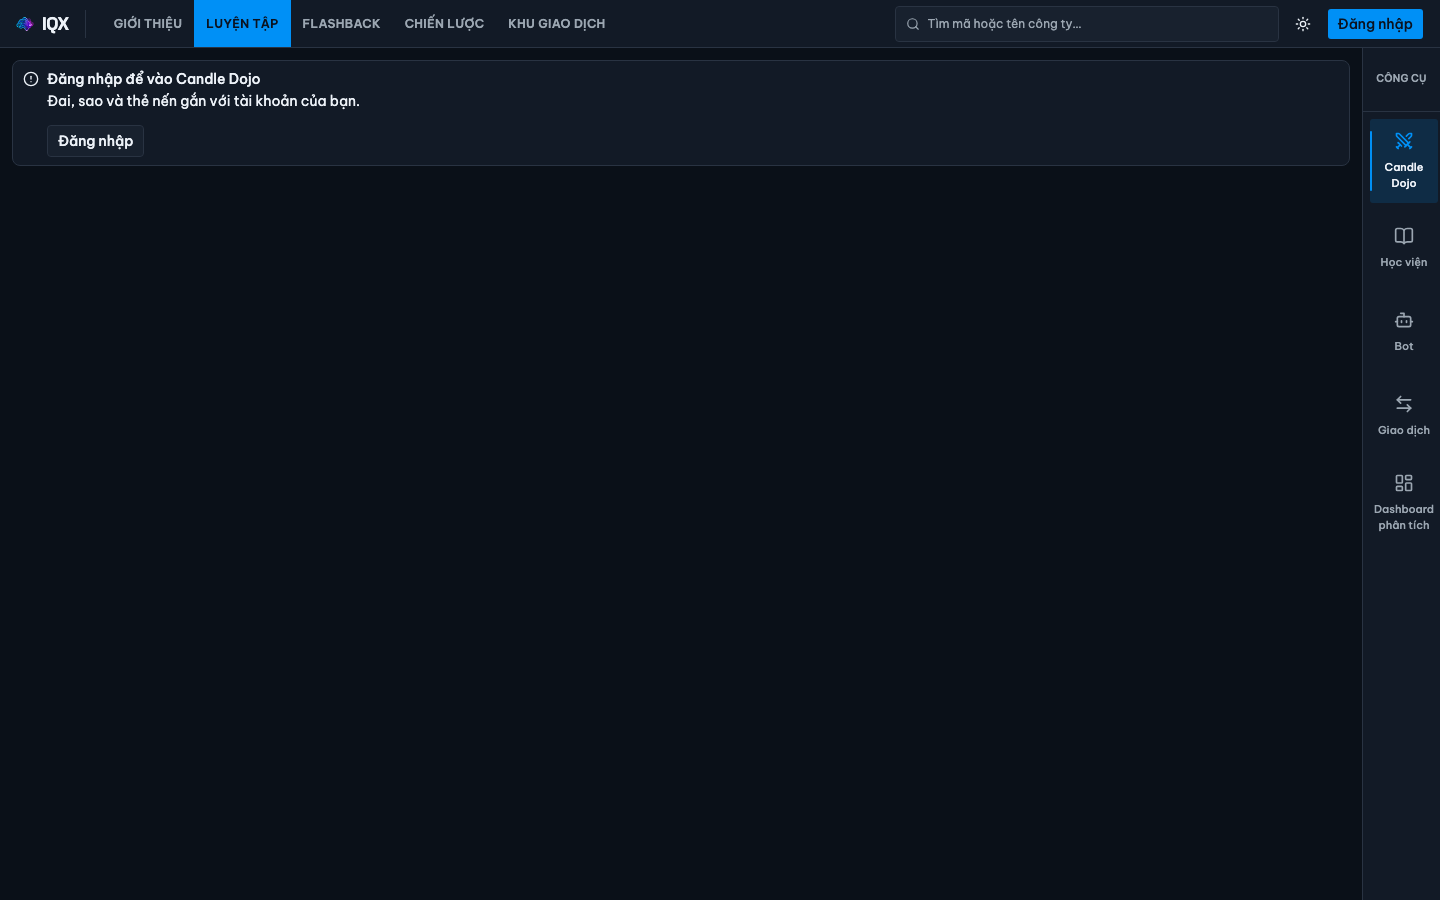 IQX
GIỚI THIỆU
LUYỆN TẬP
FLASHBACK
CHIẾN LƯỢC
KHU GIAO DỊCH
Tìm mã hoặc tên công ty...
Đăng nhập
Đăng nhập để vào Candle Dojo
Đai, sao và thẻ nến gắn với tài khoản của bạn.
Đăng nhập
CÔNG CỤ
Candle
Dojo
Học viện
Bot
Giao dịch
Dashboard
phân tích